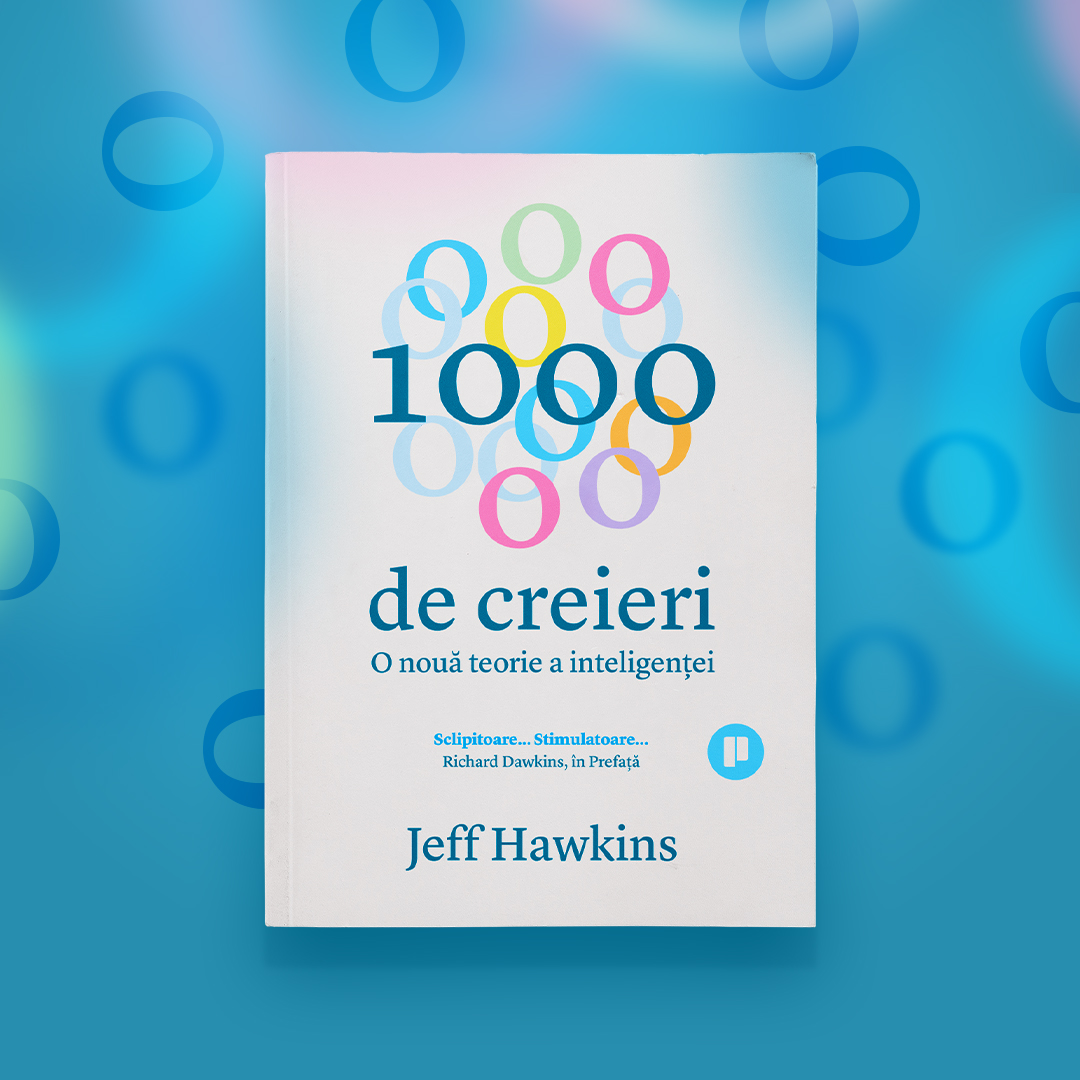 1000
de creieri
O nouă teorie a inteligenței
Sclipitoare... Stimulatoare...
Richard Dawkins, în Prefață
Jeff Hawkins